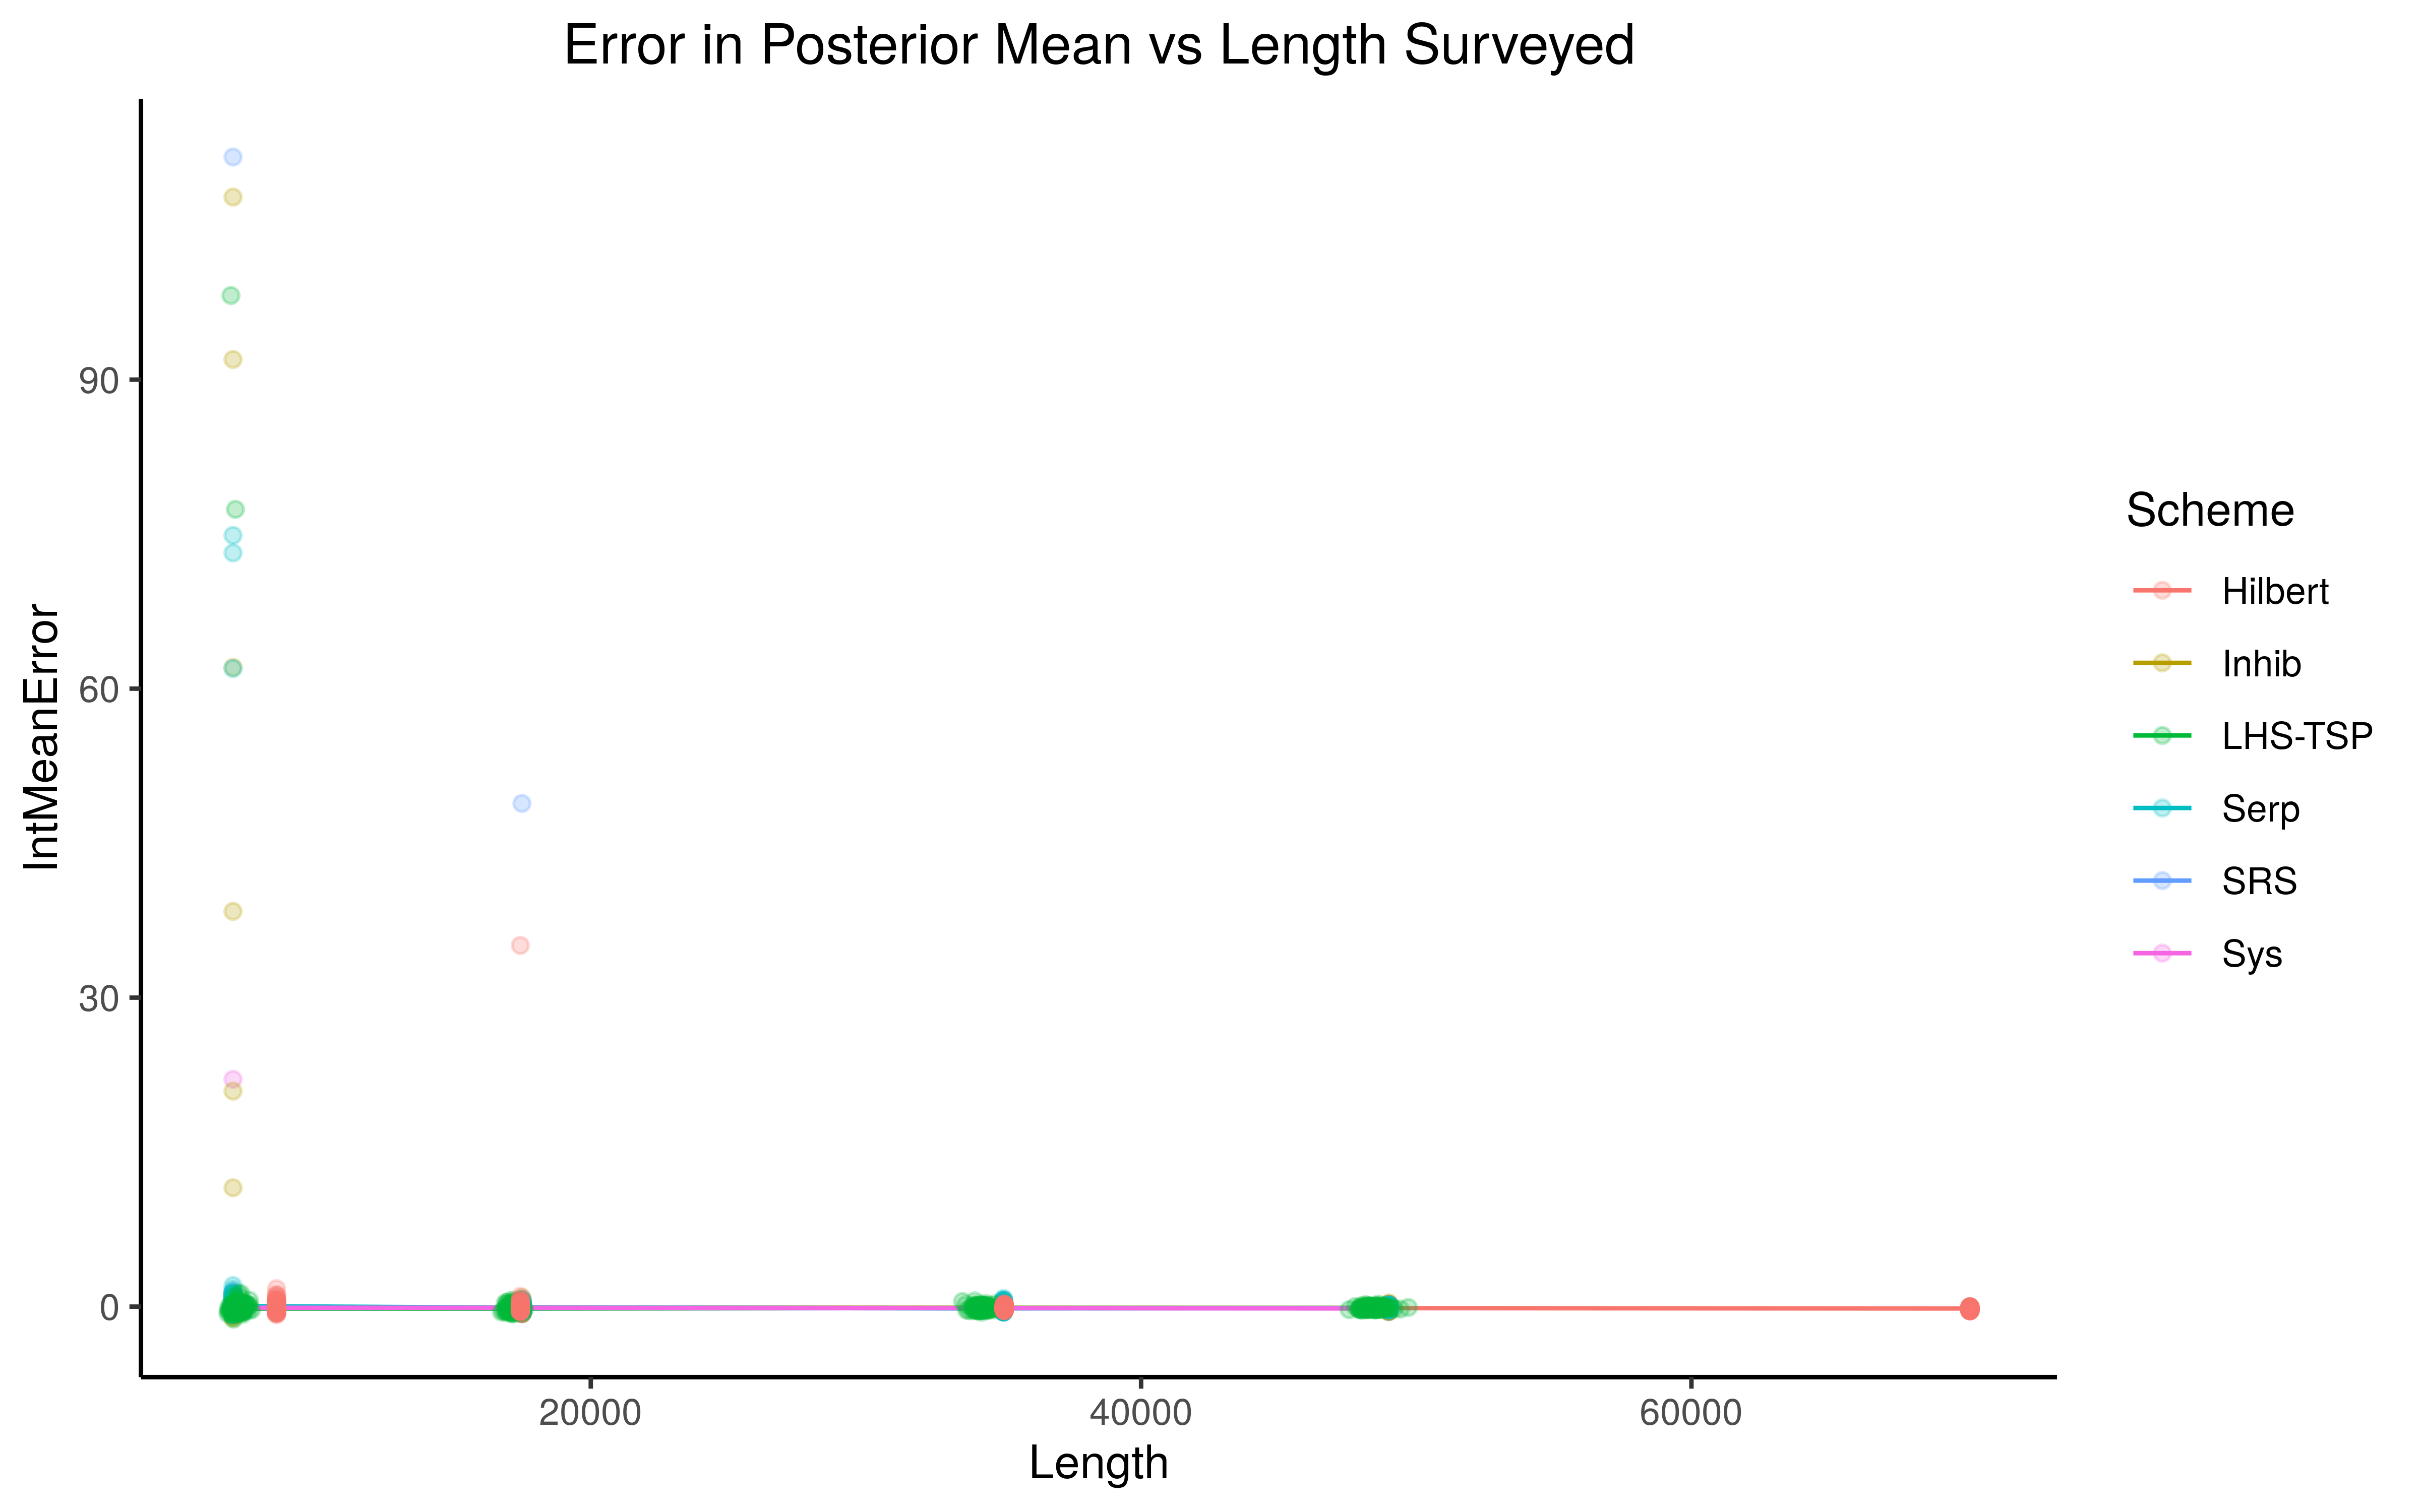 Error in Posterior Mean vs Length Surveyed
IntMeanError
90
60
30
0
20000
40000
60000
Length
Scheme
Hilbert
Inhib
LHS-TSP
Serp
SRS
Sys